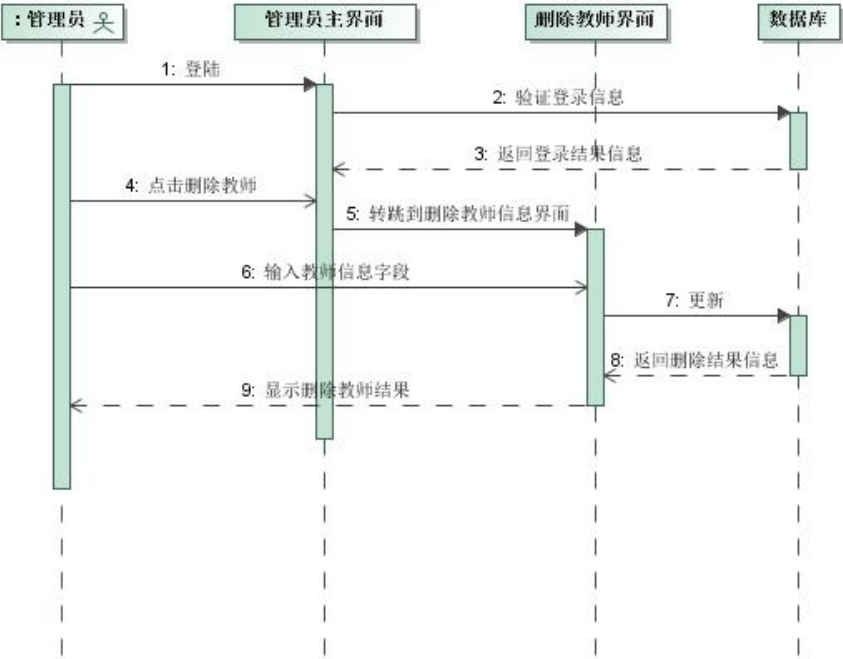 ：管理员
管理员主界面
删除教师界面
数据库
1: 登陆
2: 验证登录信息
3: 返回登录结果信息
4: 点击删除教师
5: 转跳到删除教师信息界面
6: 输入教师信息字段
7: 更新
8: 返回删除结果信息
9: 显示删除教师结果